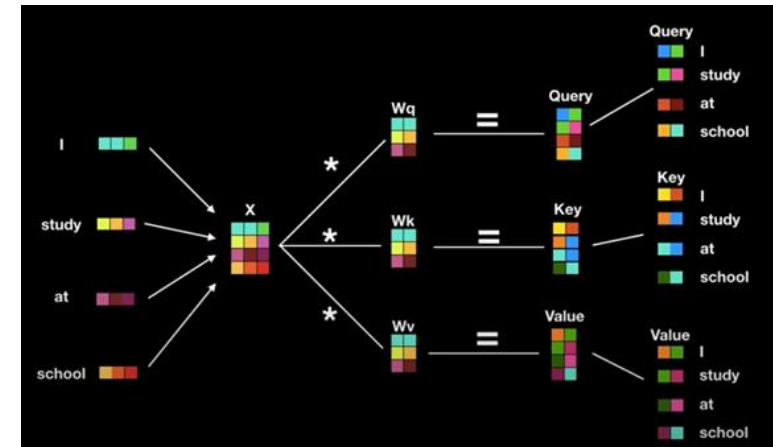 I
study
at
school
X
*
*
*
Wq
Wk
Wv
=
=
=
Query
Key
Value
Query
I
study
at
school
Key
I
study
at
school
Value
I
study
at
school